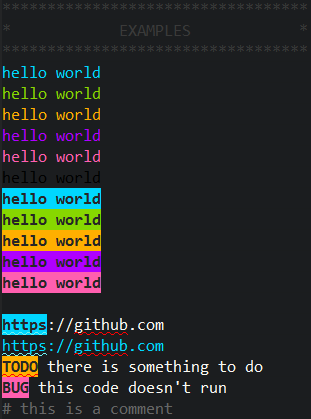 *********************************
* EXAMPLES *
*********************************
hello world
hello world
hello world
hello world
hello world
hello world
hello world
hello world
hello world
hello world
hello world
https://github.com
https://github.com
TODO there is something to do
BUG this code doesn't run
# this is a comment